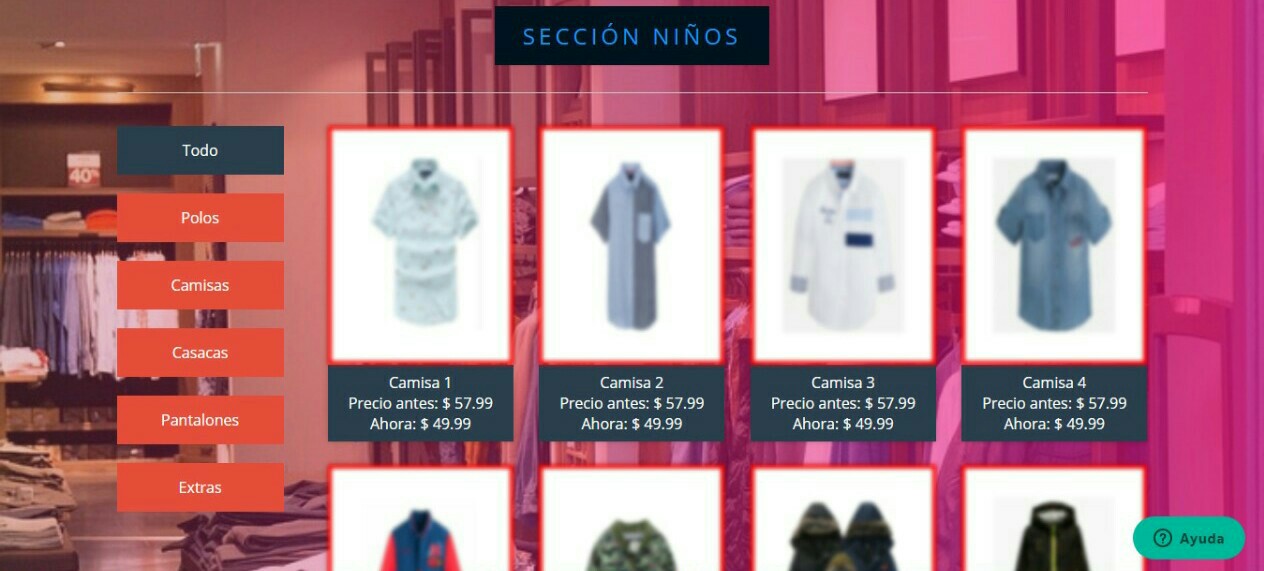 SECCIÓN NIÑOS
40%
Todo
Polos
Camisas
Casacas
Pantalones
Extras
Camisa 1
Precio antes: $ 57.99
Ahora: $ 49.99
Camisa 2
Precio antes: $ 57.99
Ahora: $ 49.99
Camisa 3
Precio antes: $ 57.99
Ahora: $ 49.99
Camisa 4
Precio antes: $ 57.99
Ahora: $ 49.99
Ayuda